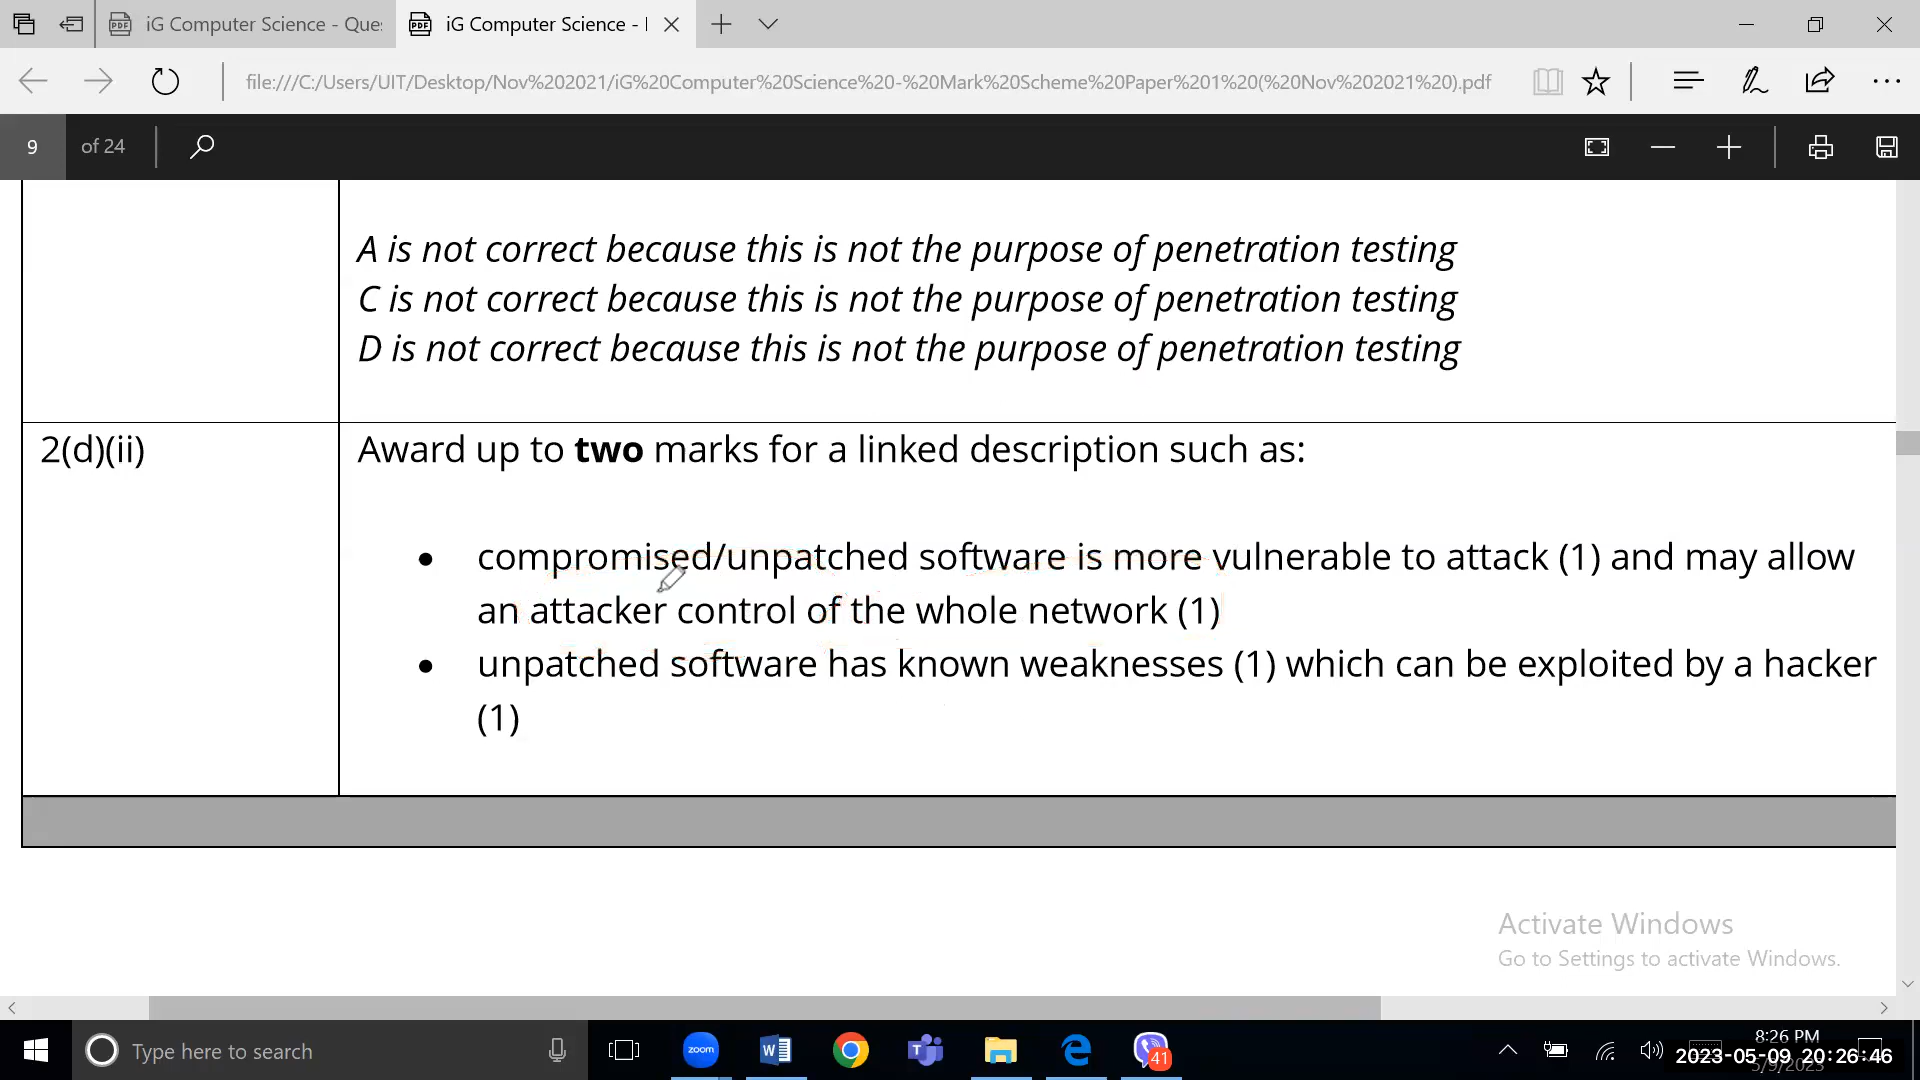 iG Computer Science - Que
iG Computer Science - I
file:///C:/Users/UIT/Desktop/Nov%202021/iG%20Computer%20Science%20-%20Mark%20Scheme%20Paper%201%20(%20Nov%202021%20).pdf
9 of 24
A is not correct because this is not the purpose of penetration testing
C is not correct because this is not the purpose of penetration testing
D is not correct because this is not the purpose of penetration testing
2(d)(ii) Award up to two marks for a linked description such as:
• compromised/unpatched software is more vulnerable to attack (1) and may allow
an attacker control of the whole network (1)
• unpatched software has known weaknesses (1) which can be exploited by a hacker
(1)
Activate Windows
Go to Settings to activate Windows.
Type here to search
zoom
41
8:26 PM
2023-05-09 20:26:46
5/9/2023